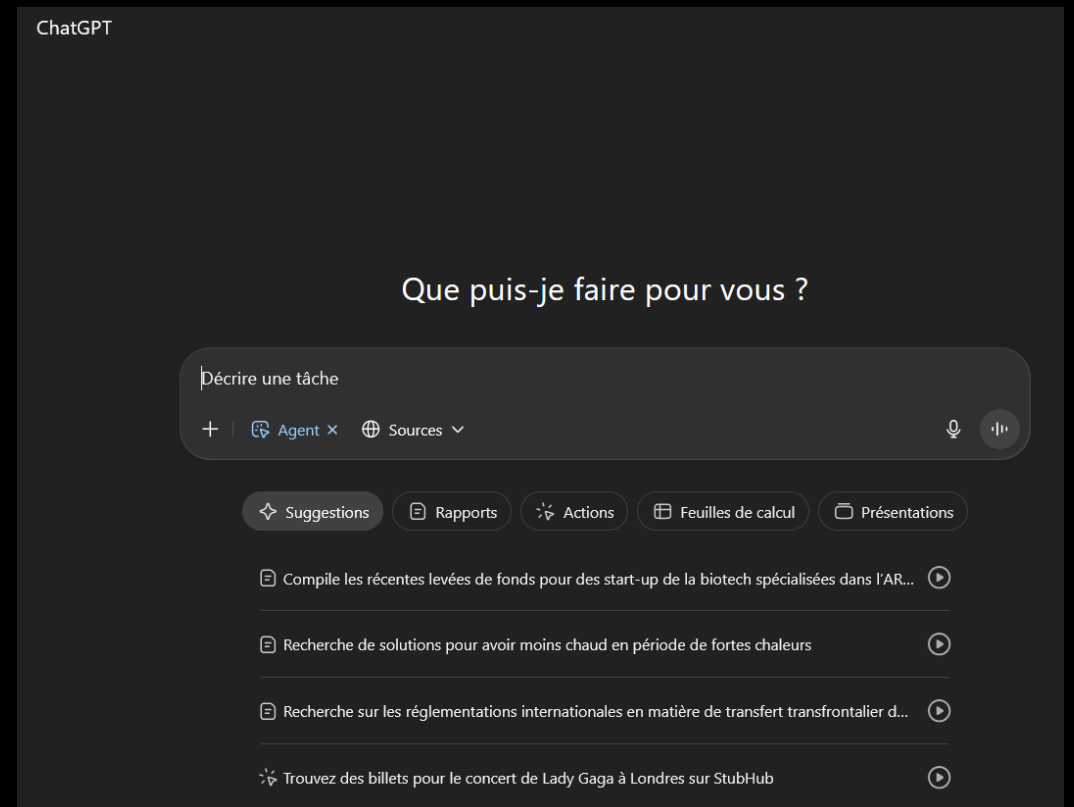 ChatGPT
Que puis-je faire pour vous ?
Décrire une tâche
Agent
Sources
Suggestions
Rapports
Actions
Feuilles de calcul
Présentations
Compile les récentes levées de fonds pour des start-up de la biotech spécialisées dans l'AR...
Recherche de solutions pour avoir moins chaud en période de fortes chaleurs
Recherche sur les réglementations internationales en matière de transfert transfrontalier d...
Trouvez des billets pour le concert de Lady Gaga à Londres sur StubHub